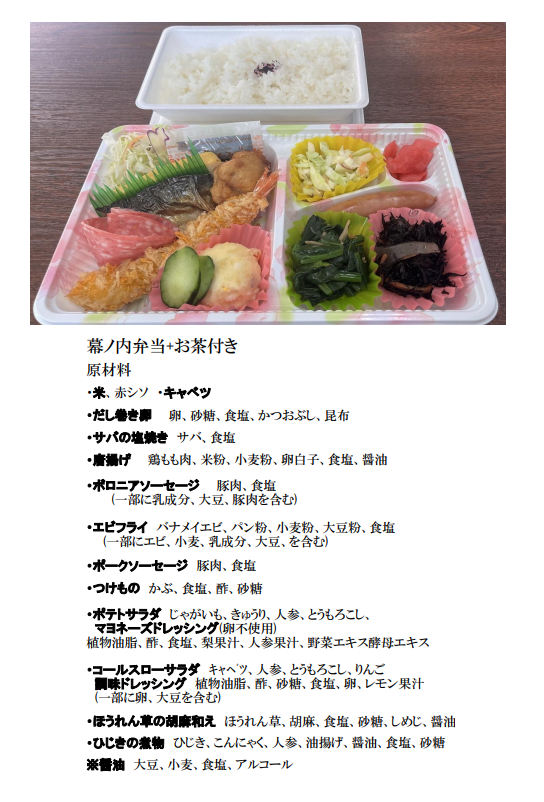 幕ノ内弁当+お茶付き
原材料
・米、赤シソ ・キャベツ
・だし巻き卵 卵、砂糖、食塩、かつおぶし、昆布
・サバの塩焼き サバ、食塩
・唐揚げ 鶏もも肉、米粉、小麦粉、卵白子、食塩、醤油
・ボロニアソーセージ 豚肉、食塩
(一部に乳成分、大豆、豚肉を含む)
・エビフライ バナメイエビ、パン粉、小麦粉、大豆粉、食塩
(一部にエビ、小麦、乳成分、大豆、を含む)
・ポークソーセージ 豚肉、食塩
・つけもの かぶ、食塩、酢、砂糖
・ポテトサラダ じゃがいも、きゅうり、人参、とうもろこし、
マヨネーズドレッシング(卵不使用)
植物油脂、酢、食塩、梨果汁、人参果汁、野菜エキス酵母エキス
・コールスローサラダ キャベツ、人参、とうもろこし、りんご
調味ドレッシング 植物油脂、酢、砂糖、食塩、卵、レモン果汁
(一部に卵、大豆を含む)
・ほうれん草の胡麻和え ほうれん草、胡麻、食塩、砂糖、しめじ、醤油
・ひじきの煮物 ひじき、こんにゃく、人参、油揚げ、醤油、食塩、砂糖
※醤油 大豆、小麦、食塩、アルコール